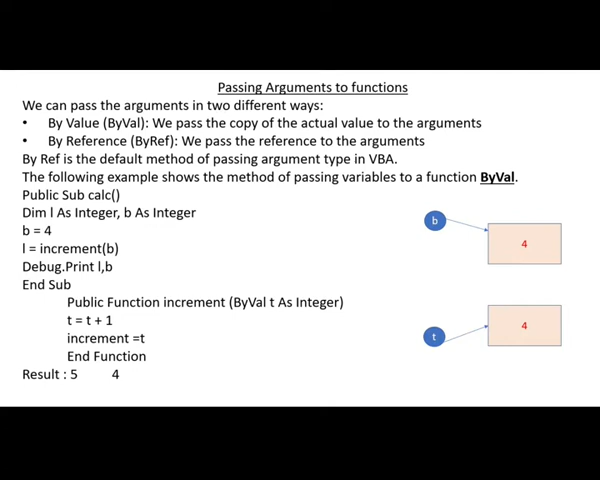 Passing Arguments to functions
We can pass the arguments in two different ways:
• By Value (ByVal): We pass the copy of the actual value to the arguments
• By Reference (ByRef): We pass the reference to the arguments
By Ref is the default method of passing argument type in VBA.
The following example shows the method of passing variables to a function ByVal.
Public Sub calc()
Dim l As Integer, b As Integer
b = 4
l = increment(b)
Debug.Print l,b
End Sub
Public Function increment (ByVal t As Integer)
t = t + 1
increment =t
End Function
Result : 5 4
b
4
t
4